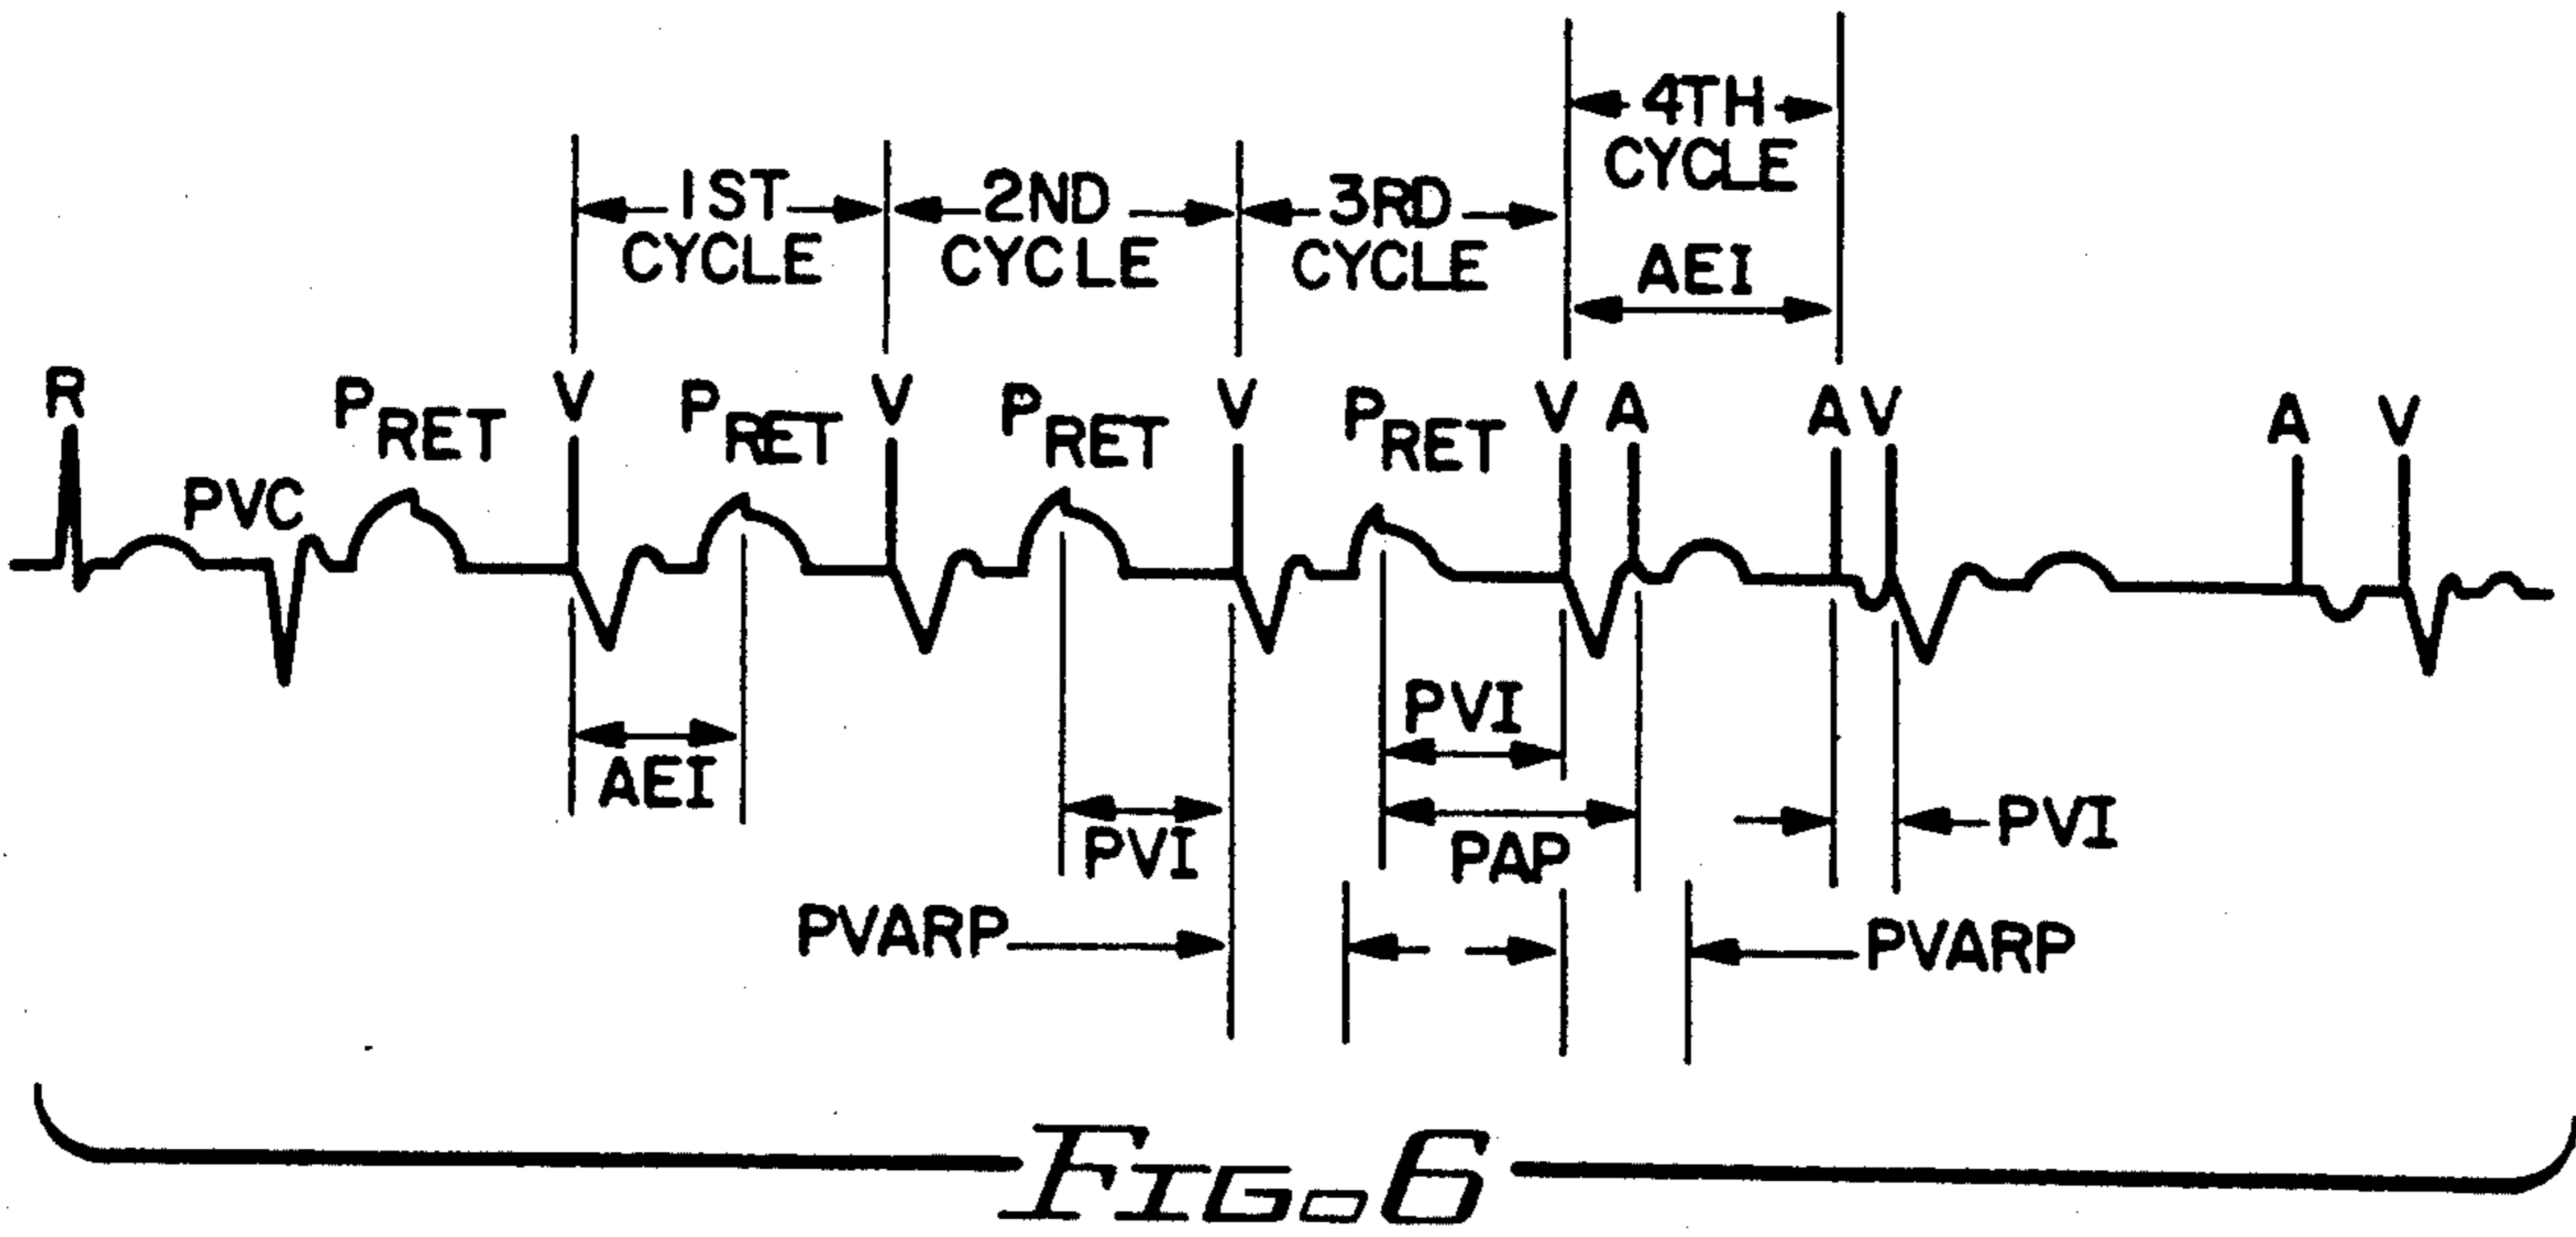 4TH
CYCLE
1ST
CYCLE
2ND
CYCLE
3RD
CYCLE
AEI
R
PRET
V
PRET
V
PRET
V
PRET
V
A
A
V
A
V
PVC
PVI
AEI
PVI
PAP
PVI
PVARP
PVARP
FIG. 6